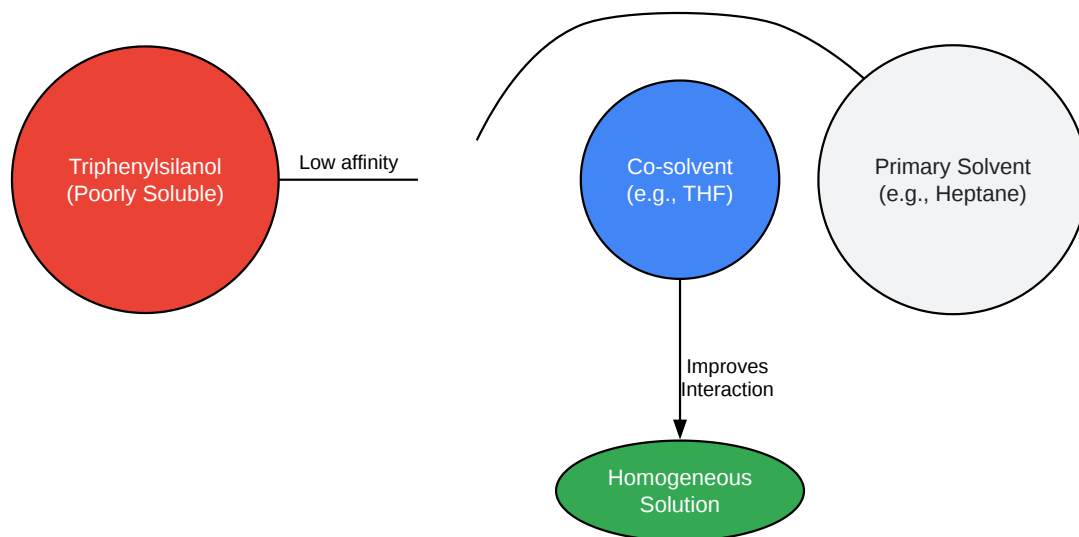 Triphenylsilanol
(Poorly Soluble)
Low affinity
Co-solvent
(e.g., THF)
Primary Solvent
(e.g., Heptane)
Improves
Interaction
Homogeneous
Solution